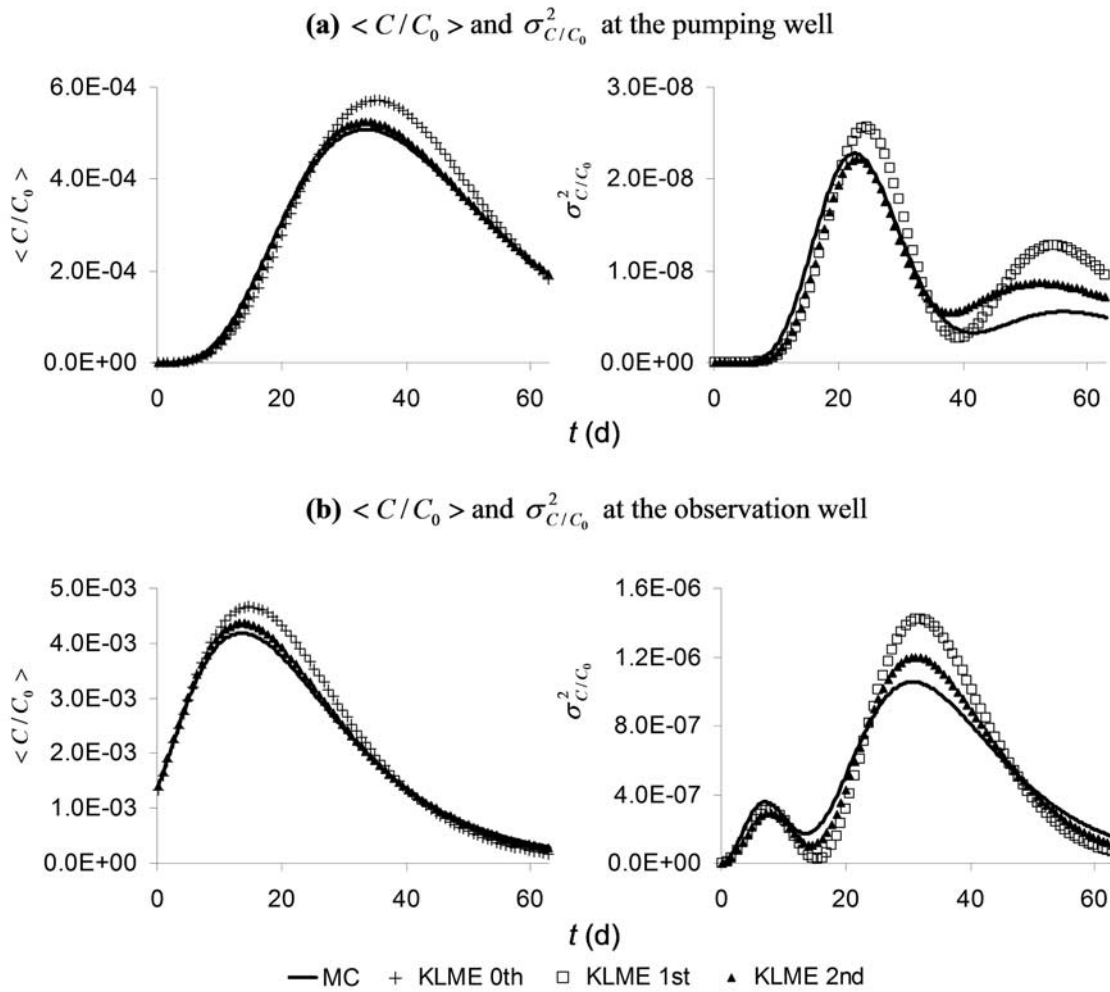 (a) < C / C₀ > and σ²_{C/C₀} at the pumping well
< C / C₀ >
6.0E-04
4.0E-04
2.0E-04
0.0E+00
0 20 40 60
σ²_{C/C₀}
3.0E-08
2.0E-08
1.0E-08
0.0E+00
0 20 40 60
t (d)
(b) < C / C₀ > and σ²_{C/C₀} at the observation well
< C / C₀ >
5.0E-03
4.0E-03
3.0E-03
2.0E-03
1.0E-03
0.0E+00
0 20 40 60
σ²_{C/C₀}
1.6E-06
1.2E-06
8.0E-07
4.0E-07
0.0E+00
0 20 40 60
t (d)
MC KLME 0th KLME 1st KLME 2nd